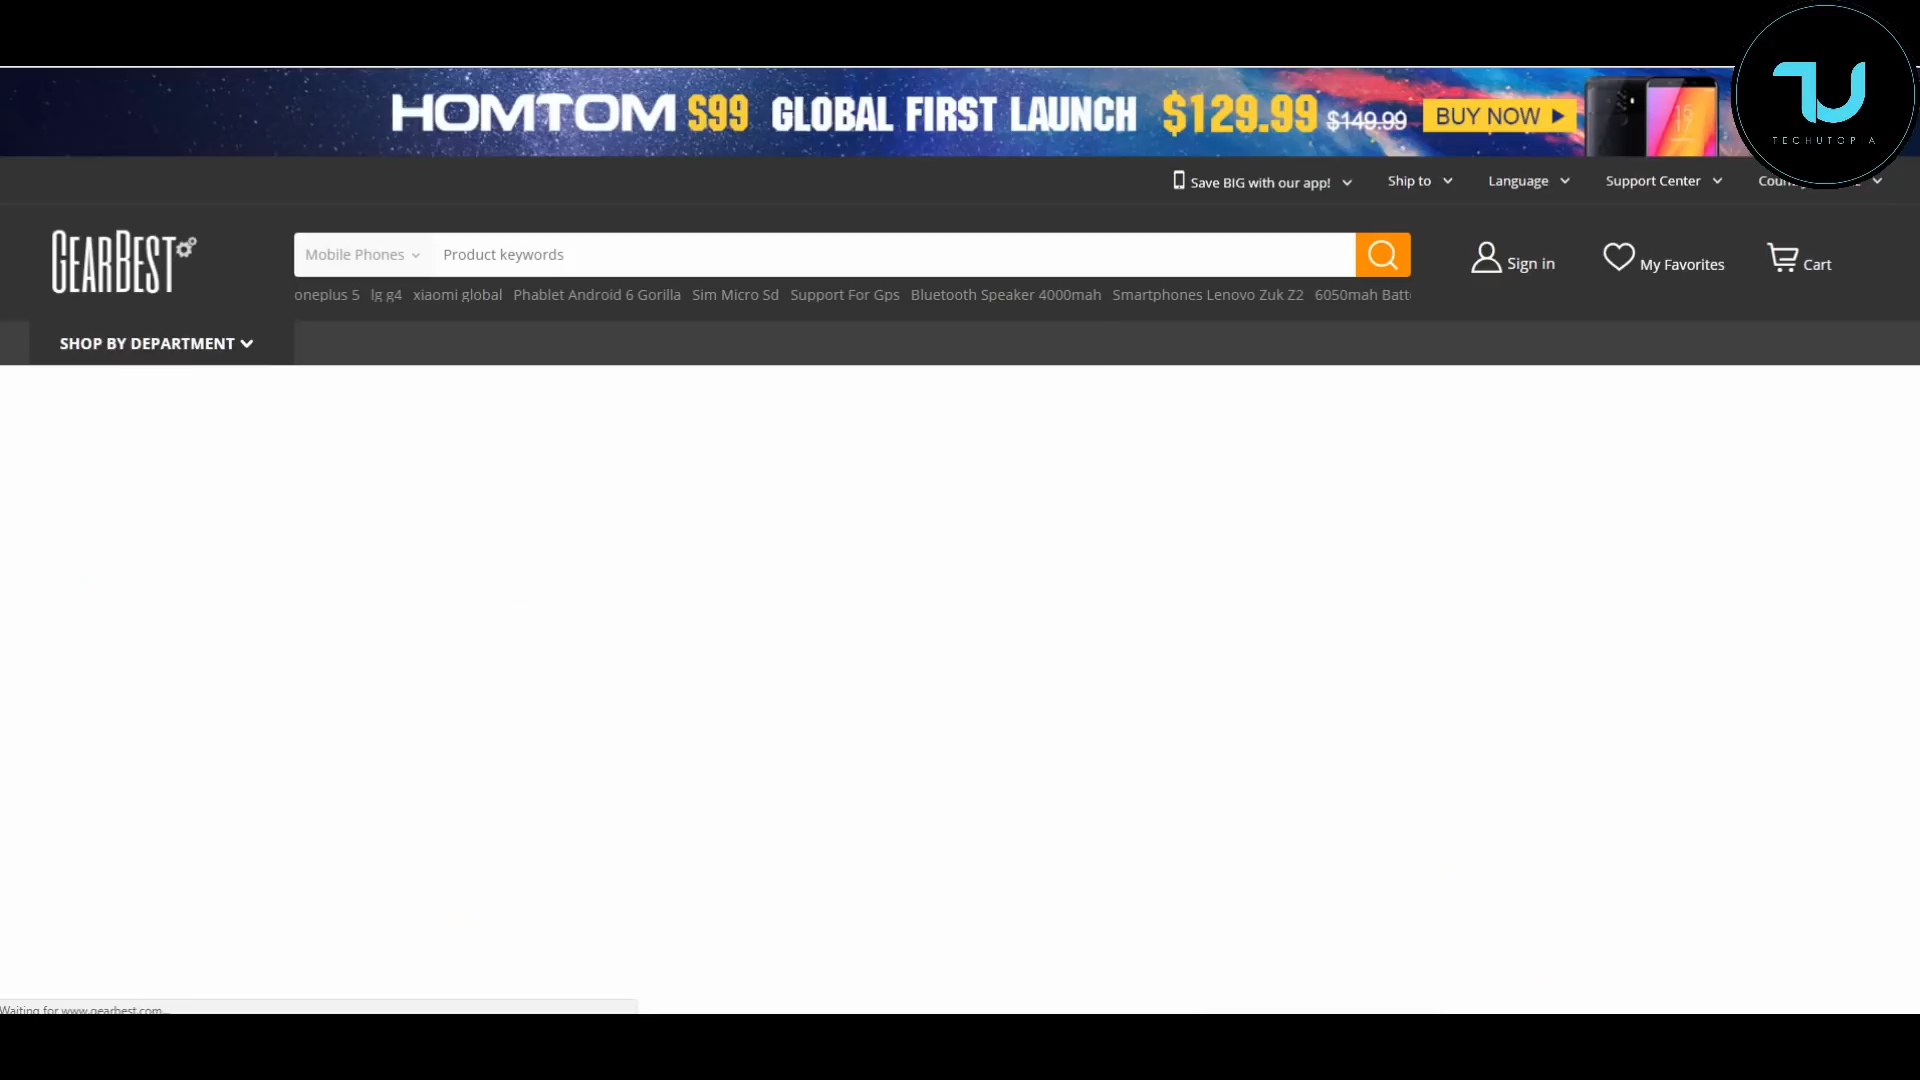 HOMTOM S99 GLOBAL FIRST LAUNCH $129.99 $149.99 BUY NOW
TECHUTOPIA
Save BIG with our app! Ship to Language Support Center
GEARBEST
Mobile Phones Product keywords
Sign in My Favorites Cart
oneplus 5 lg g4 xiaomi global Phablet Android 6 Gorilla Sim Micro Sd Support For Gps Bluetooth Speaker 4000mah Smartphones Lenovo Zuk Z2 6050mah Batt
SHOP BY DEPARTMENT
Waiting for www.gearbest.com...